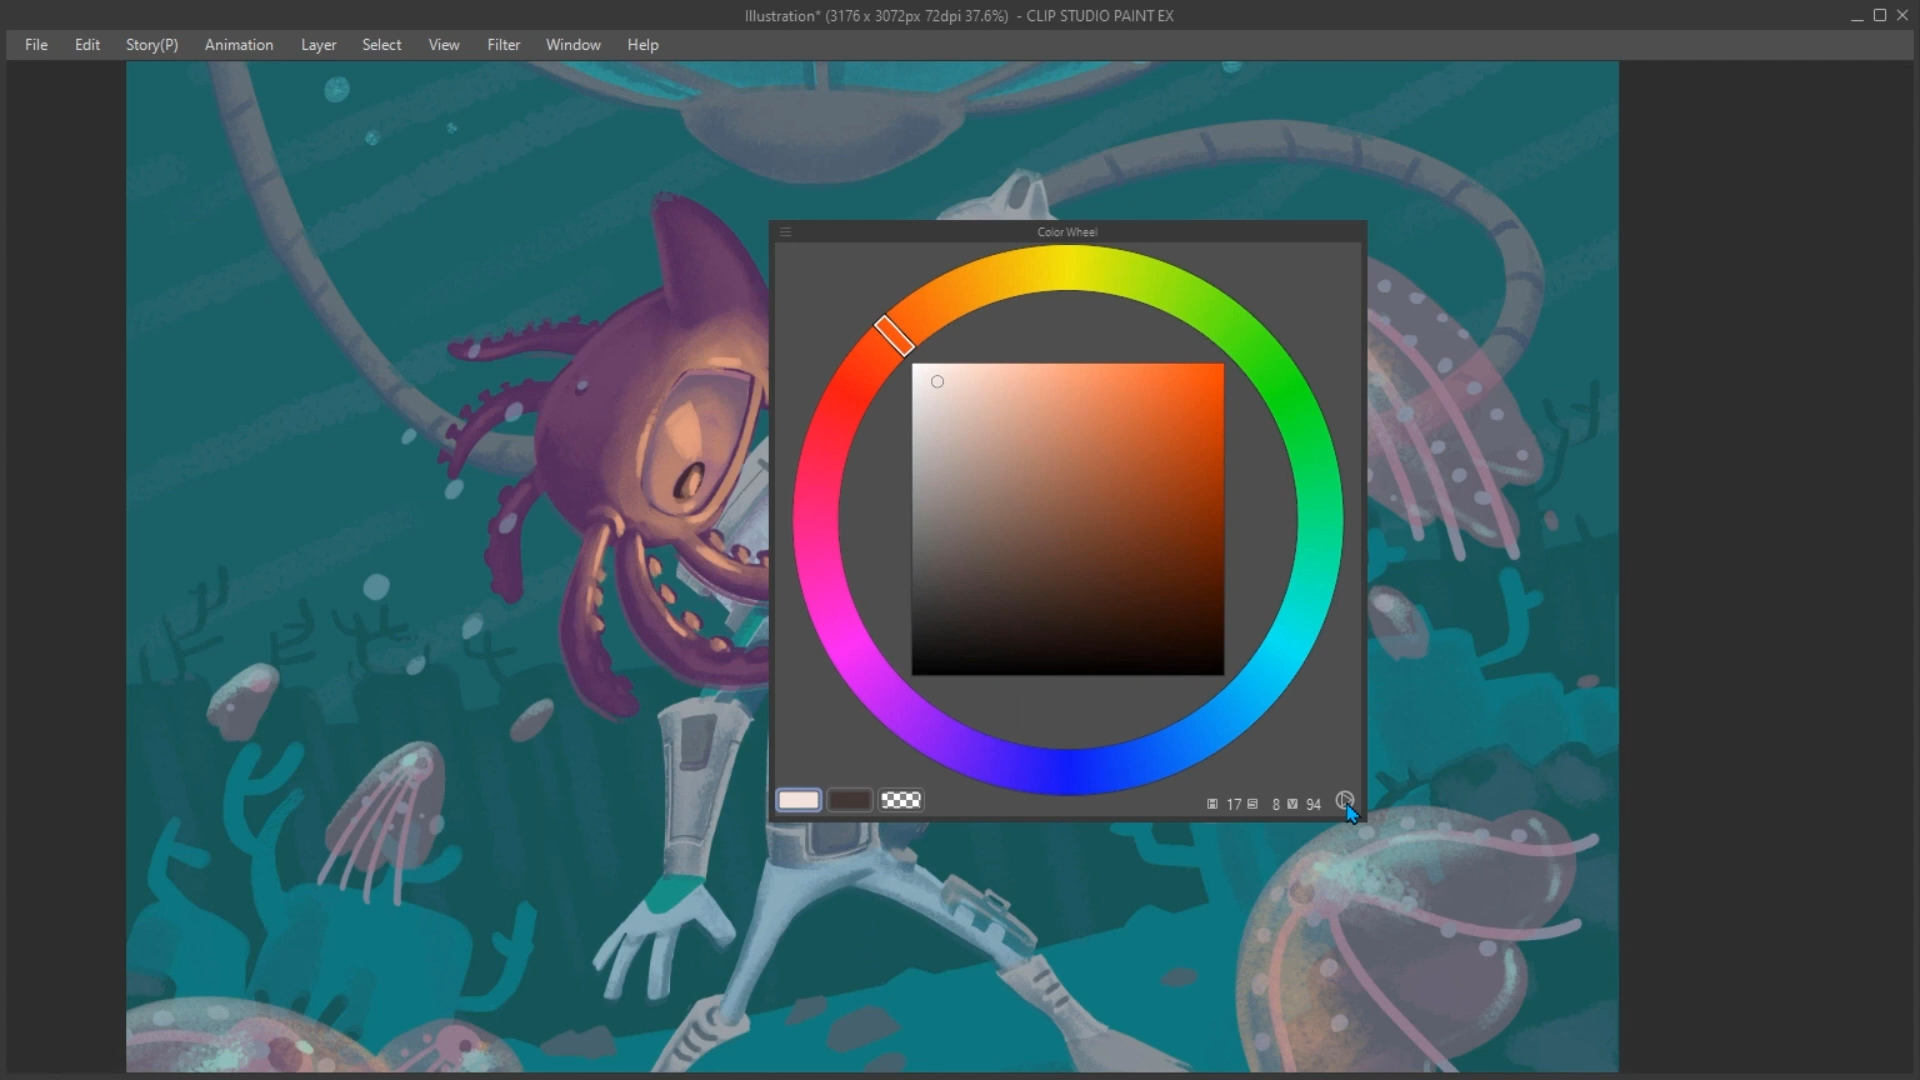 Illustration* (3176 x 3072px 72dpi 37.6%) - CLIP STUDIO PAINT EX
File Edit Story(P) Animation Layer Select View Filter Window Help
Color Wheel
H 17 S 8 V 94